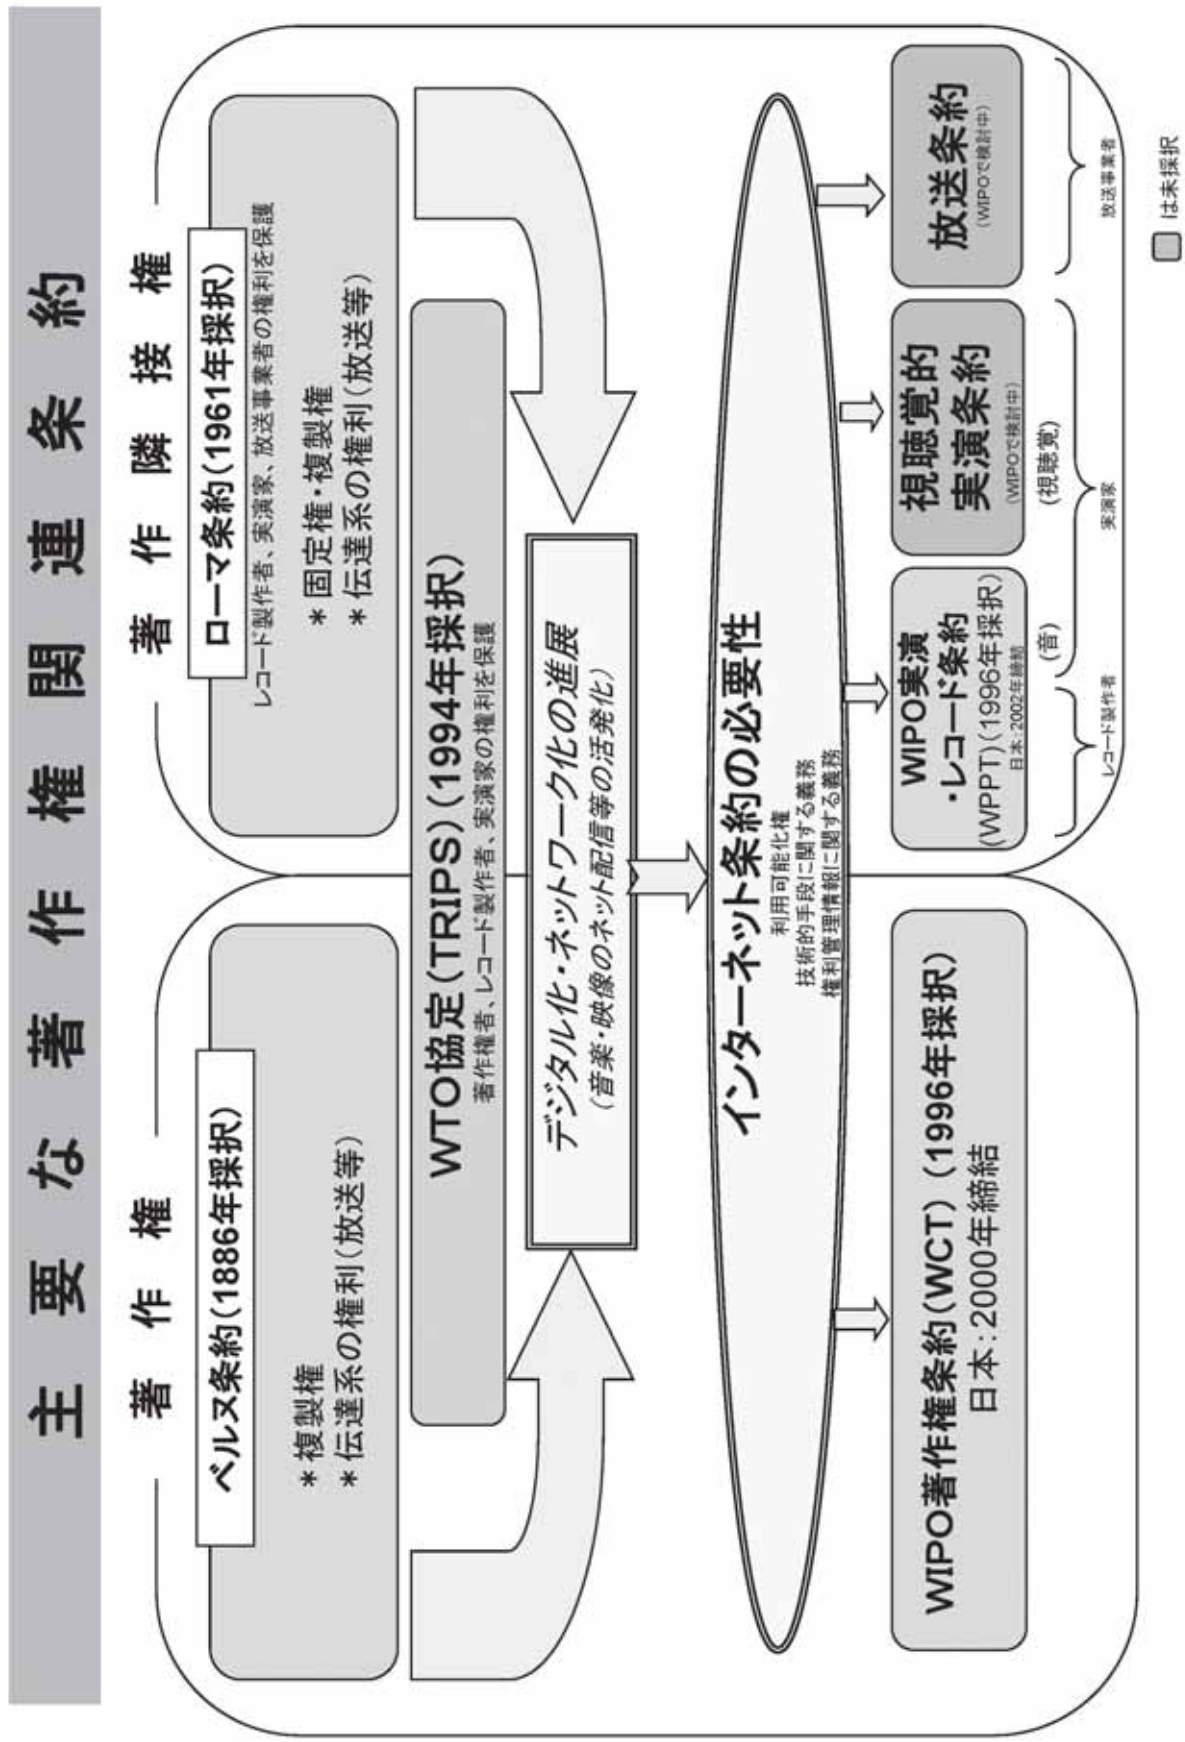 主要な著作権関連条約
著作権
著作隣接権
ベルヌ条約(1886年採択)
＊複製権
＊伝達系の権利(放送等)
ローマ条約(1961年採択)
レコード製作者、実演家、放送事業者の権利を保護
＊固定権・複製権
＊伝達系の権利(放送等)
WTO協定(TRIPS)(1994年採択)
著作権者、レコード製作者、実演家の権利を保護
デジタル化・ネットワーク化の進展
(音楽・映像のネット配信等の活発化)
インターネット条約の必要性
利用可能化権
技術的手段に関する義務
権利管理情報に関する義務
WIPO著作権条約(WCT)(1996年採択)
日本:2000年締結
WIPO実演
・レコード条約
(WPPT)(1996年採択)
日本:2002年締結
視聴覚的
実演条約
(WIPOで検討中)
放送条約
(WIPOで検討中)
(音)
(視聴覚)
レコード製作者
実演家
放送事業者
は未採択